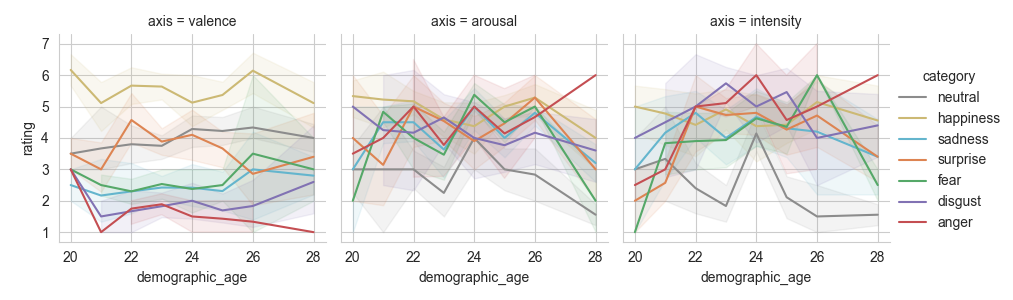 axis = valence
axis = arousal
axis = intensity
rating
7
6
5
4
3
2
1
20 22 24 26 28
20 22 24 26 28
20 22 24 26 28
demographic_age
demographic_age
demographic_age
category
neutral
happiness
sadness
surprise
fear
disgust
anger